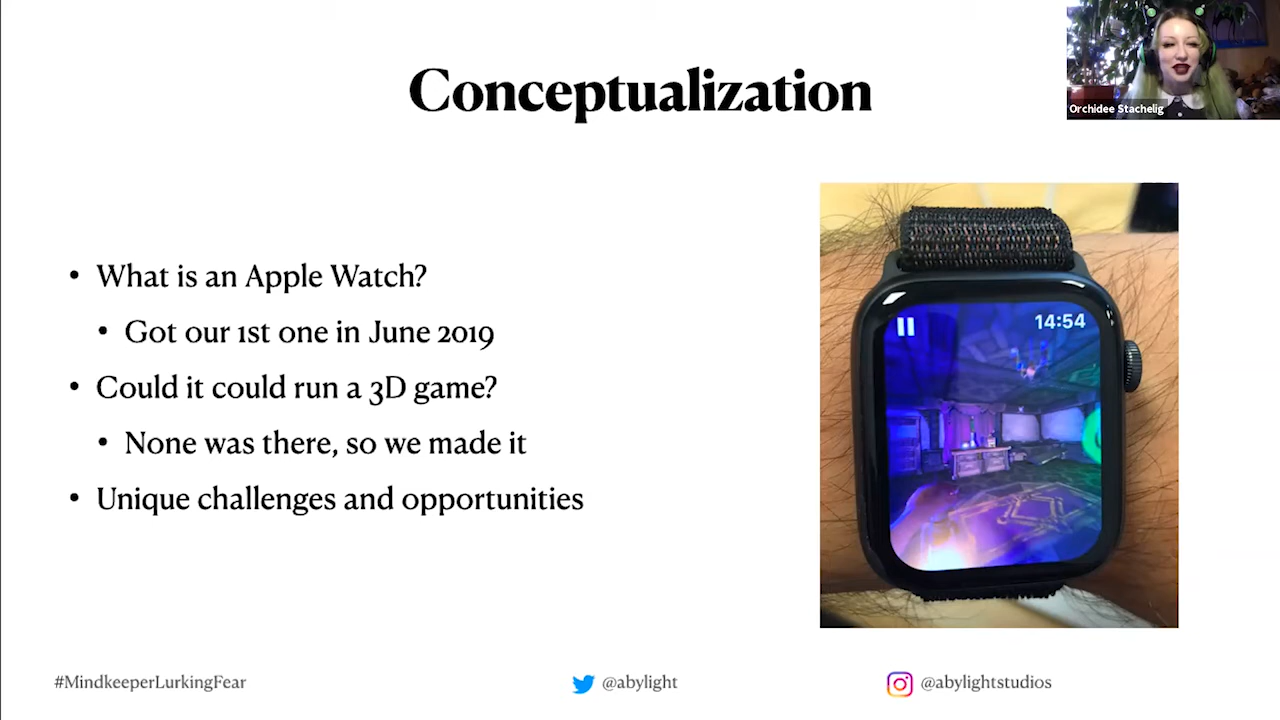 Conceptualization
Orchidee Stachelig
• What is an Apple Watch?
• Got our 1st one in June 2019
• Could it could run a 3D game?
• None was there, so we made it
• Unique challenges and opportunities
14:54
#MindkeeperLurkingFear
@abylight
@abylightstudios